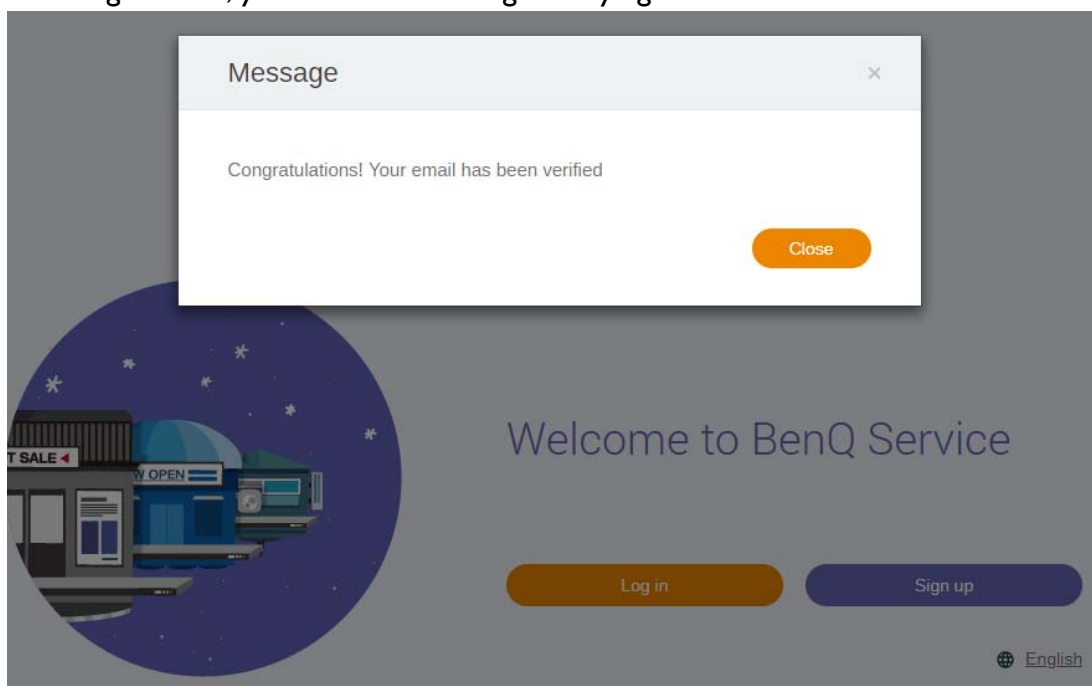 Message
×
Congratulations! Your email has been verified
Close
T SALE
W OPEN
Welcome to BenQ Service
Log in
Sign up
English